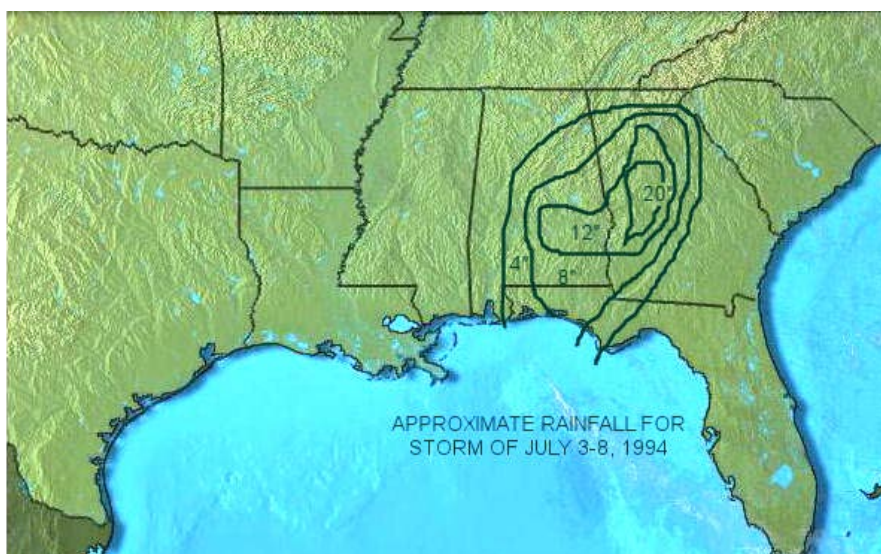 20"
12"
4"
8"
APPROXIMATE RAINFALL FOR
STORM OF JULY 3-8, 1994